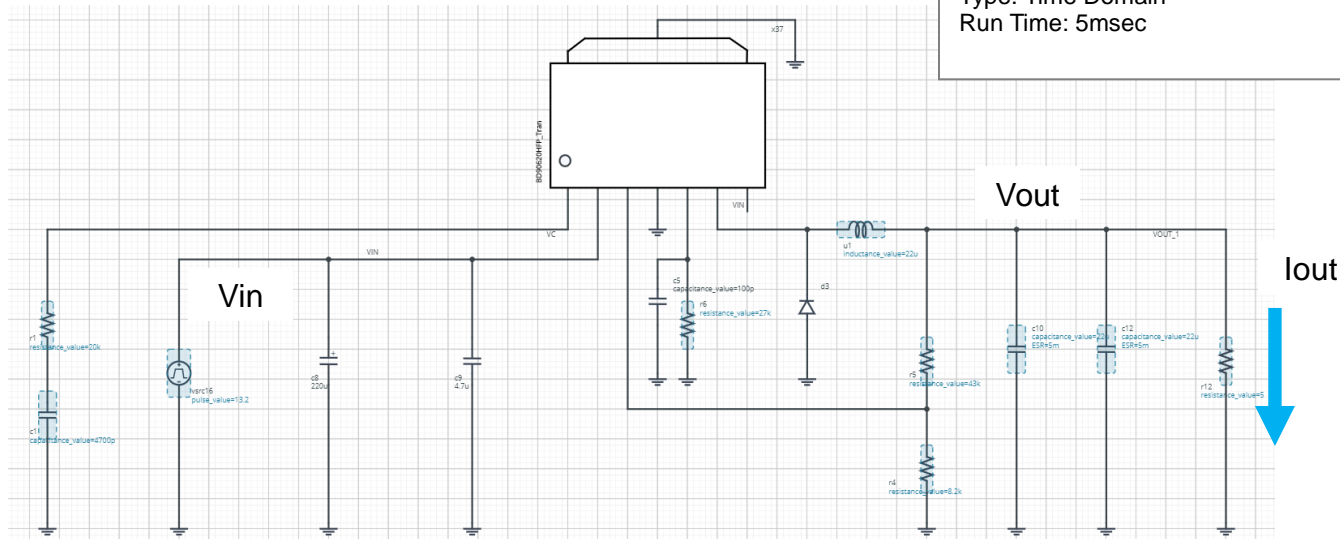 Type: Time Domain
Run Time: 5msec
x37
BD90620HFP_Tran
VIN
VC
VIN
Vin
Vout
VOUT_1
Iout
u1
inductance_value=22u
c5
capacitance_value=100p
r6
resistance_value=27k
d3
r1
resistance_value=20k
c1
capacitance_value=4700p
vsrc16
pulse_value=13.2
c8
220u
c9
4.7u
r5
resistance_value=43k
r4
resistance_value=8.2k
c10
capacitance_value=22u
ESR=5m
c12
capacitance_value=22u
ESR=5m
r12
resistance_value=5